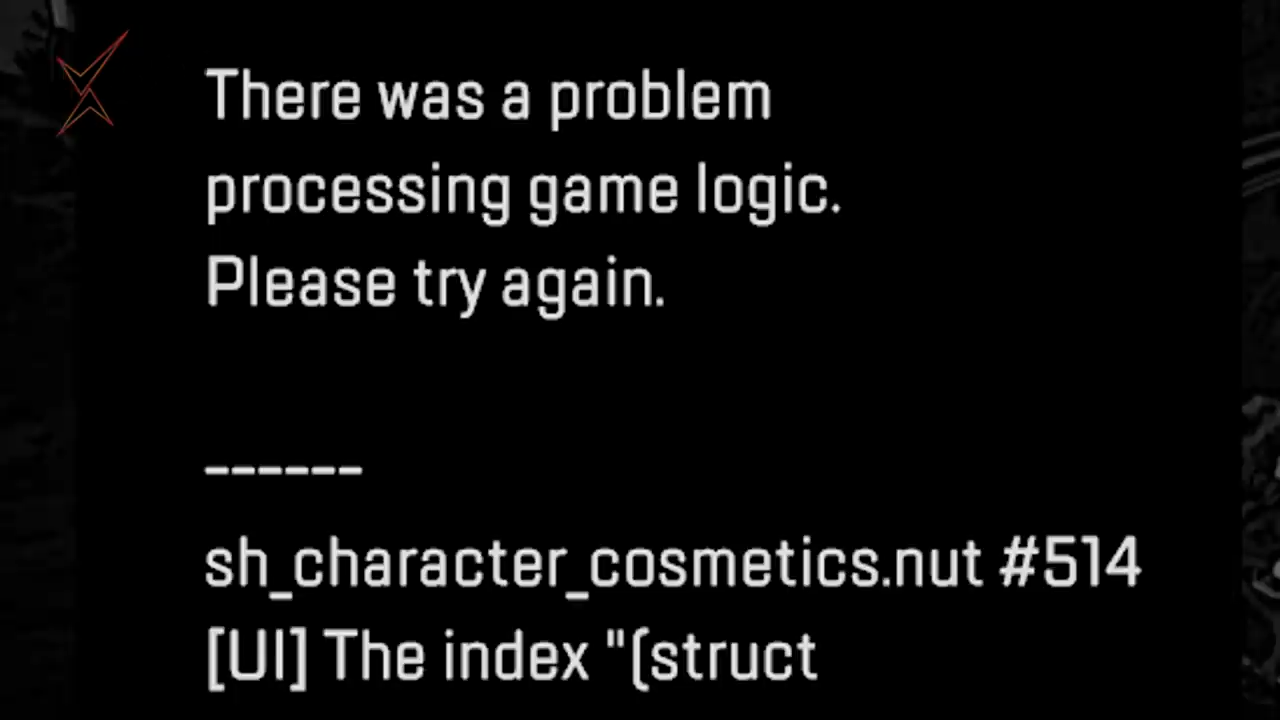 There was a problem
processing game logic.
Please try again.
------
sh_character_cosmetics.nut #514
[UI] The index "(struct